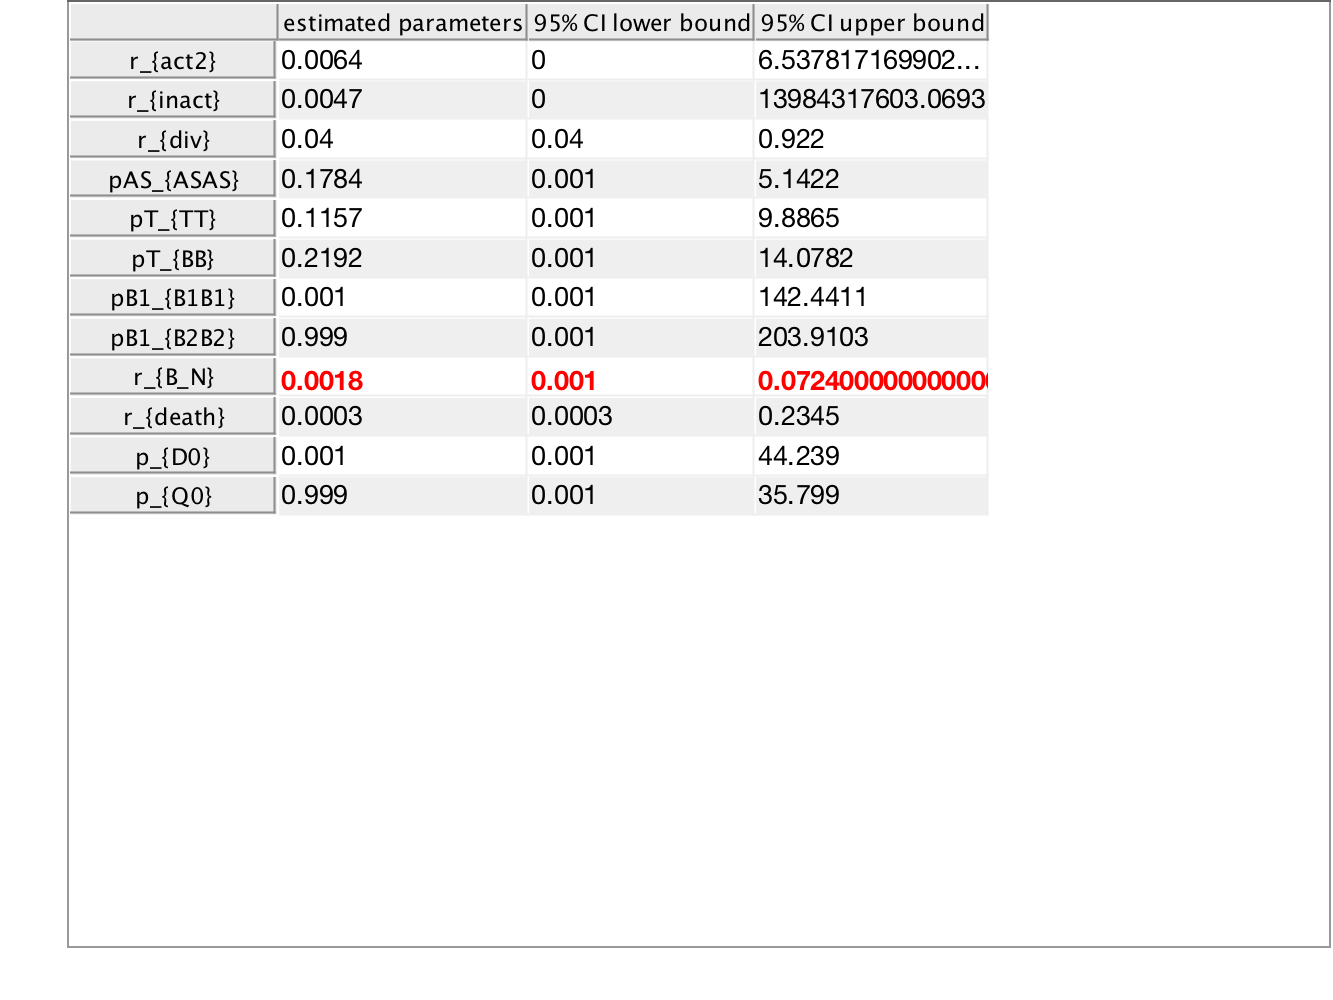 estimated parameters 95% CI lower bound 95% CI upper bound
r_{act2} 0.0064 0 6.537817169902...
r_{inact} 0.0047 0 13984317603.0693
r_{div} 0.04 0.04 0.922
pAS_{ASAS} 0.1784 0.001 5.1422
pT_{TT} 0.1157 0.001 9.8865
pT_{BB} 0.2192 0.001 14.0782
pB1_{B1B1} 0.001 0.001 142.4411
pB1_{B2B2} 0.999 0.001 203.9103
r_{B_N} 0.0018 0.001 0.0724000000000000
r_{death} 0.0003 0.0003 0.2345
p_{D0} 0.001 0.001 44.239
p_{Q0} 0.999 0.001 35.799